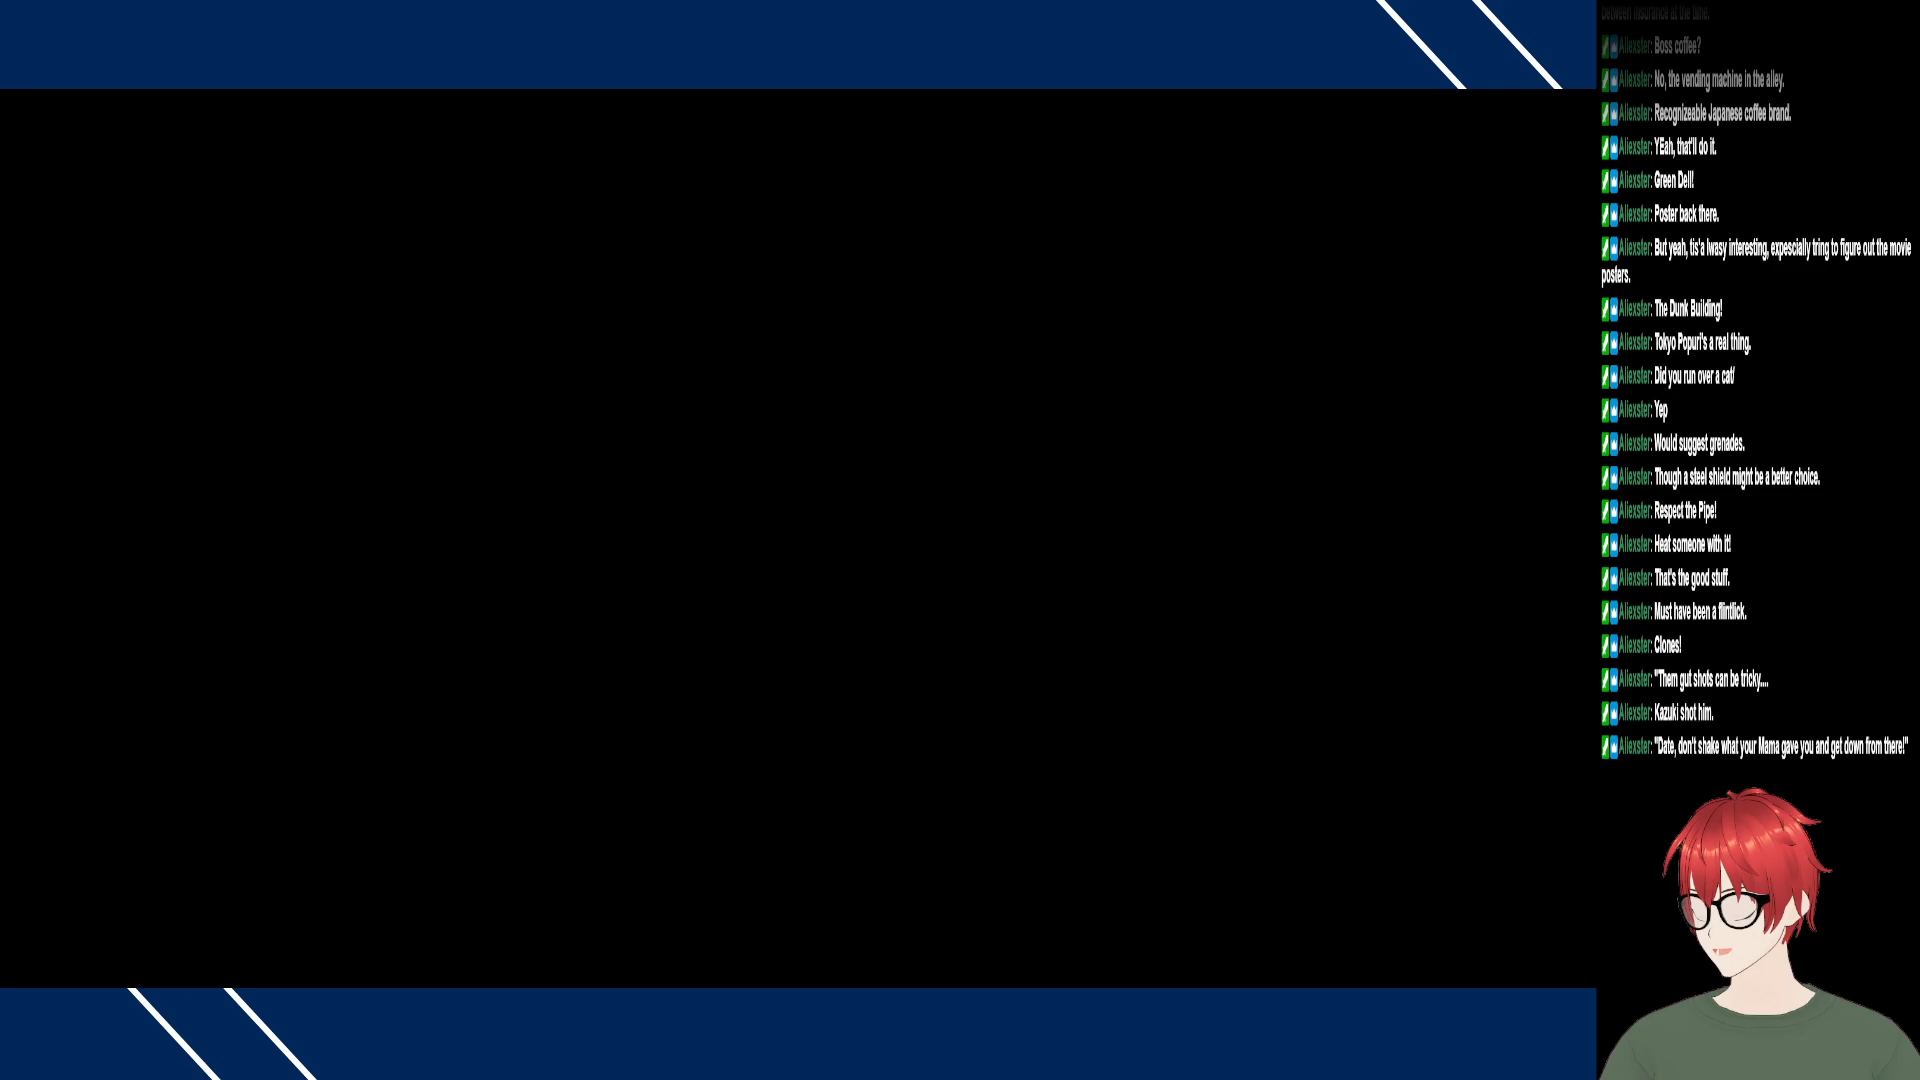 between insurance at the time.
Aliexster: Boss coffee?
Aliexster: No, the vending machine in the alley.
Aliexster: Recognizeable Japanese coffee brand.
Aliexster: YEah, that'll do it.
Aliexster: Green Dell!
Aliexster: Poster back there.
Aliexster: But yeah, tis'a lwasy interesting, expescially tring to figure out the movie
posters.
Aliexster: The Dunk Building!
Aliexster: Tokyo Popuri's a real thing.
Aliexster: Did you run over a cat/
Aliexster: Yep
Aliexster: Would suggest grenades.
Aliexster: Though a steel shield might be a better choice.
Aliexster: Respect the Pipe!
Aliexster: Heat someone with it!
Aliexster: That's the good stuff.
Aliexster: Must have been a flintlick.
Aliexster: Clones!
Aliexster: "Them gut shots can be tricky....
Aliexster: Kazuki shot him.
Aliexster: "Date, don't shake what your Mama gave you and get down from there!"